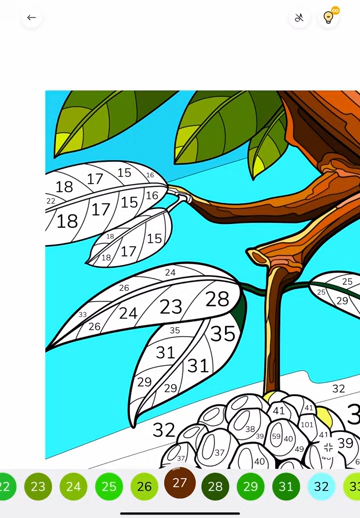 18 17 15 16
22
18 17 15 16
18
18 17 15
24
26
33 24 23 28
26
35 35
31
31
29 29
25 25
29
32
32
41 41
38 39 59 40 101 41 39
37 37 40 46
22 23 24 25 26 27 28 29 31 32 33